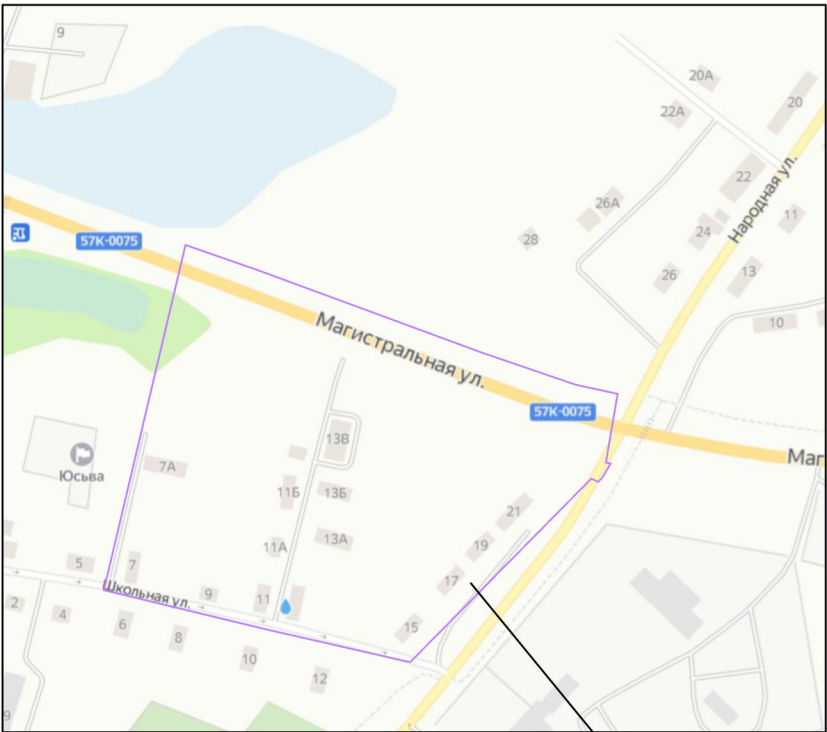 9
20А
22А
20
22
26А
Народная ул.
24
11
28
57К-0075
26
13
10
Магистральная ул.
57К-0075
13В
Маг
Юсьва
7А
11Б
13Б
21
13А
11А
19
5
7
17
Школьная ул.
9
11
2
4
6
8
15
10
12
9